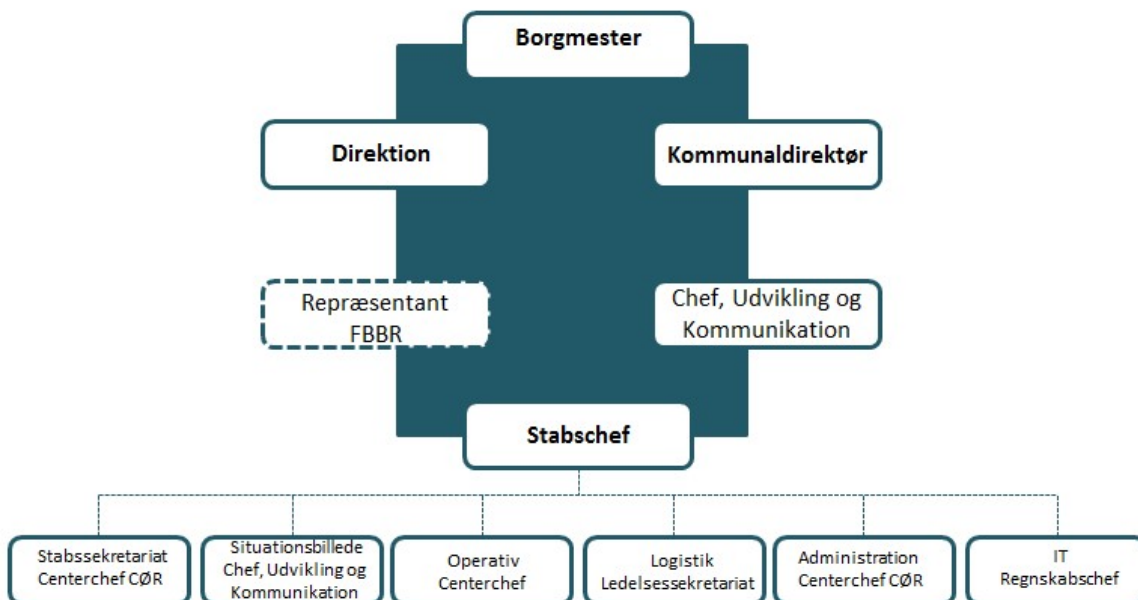 Borgmester
Direktion
Kommunaldirektør
Repræsentant
FBBR
Chef, Udvikling og
Kommunikation
Stabschef
Stabssekretariat
Centerchef CØR
Situationsbillede
Chef, Udvikling og
Kommunikation
Operativ
Centerchef
Logistik
Ledelsessekretariat
Administration
Centerchef CØR
IT
Regnskabschef